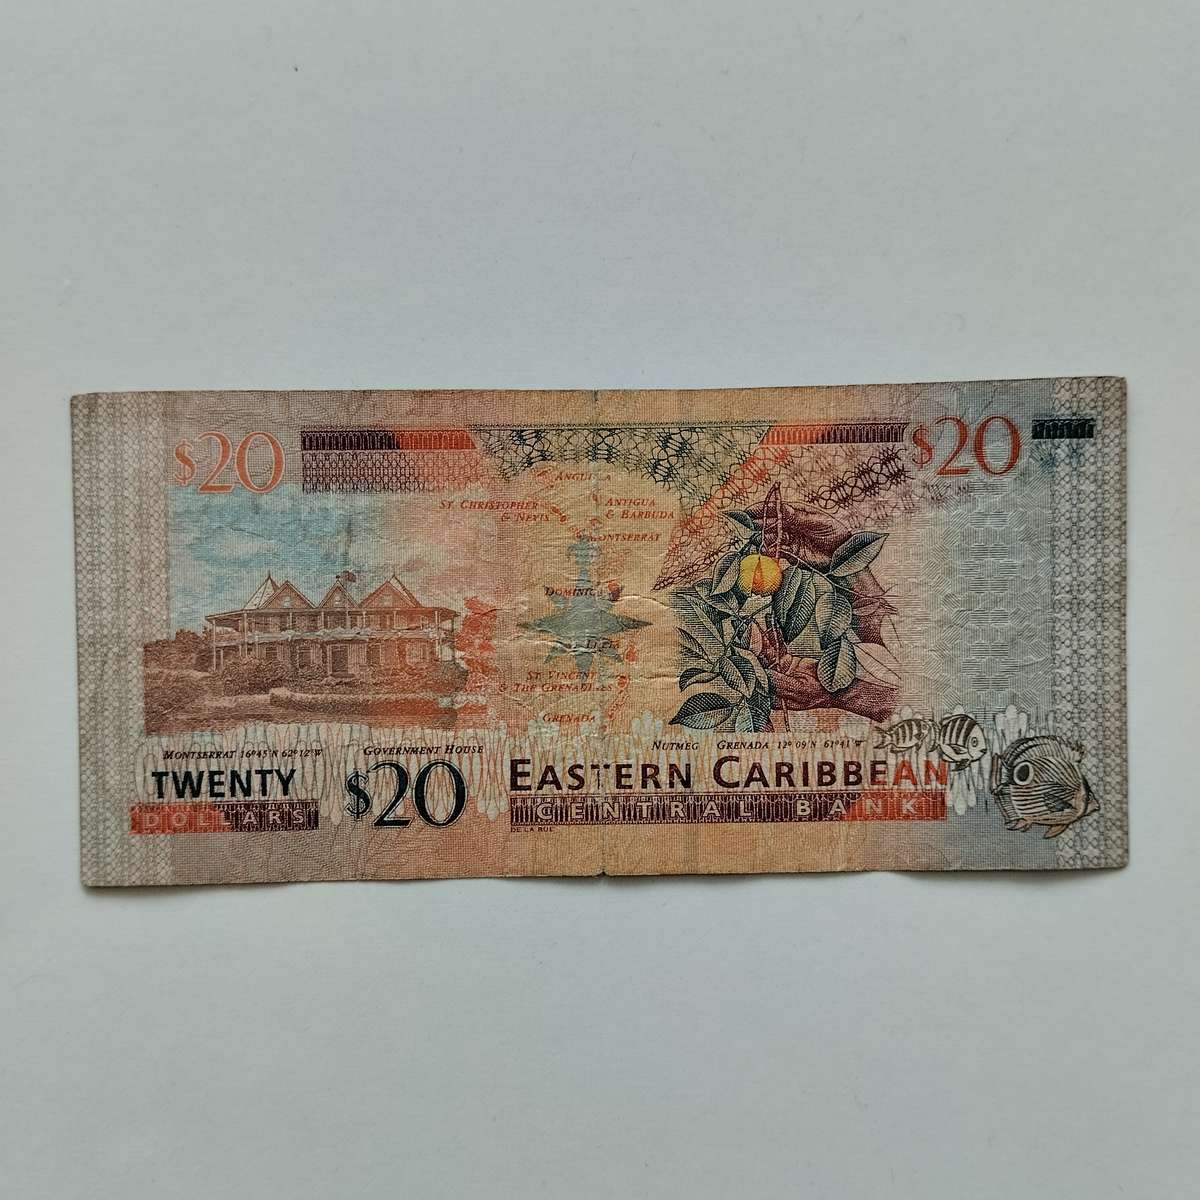 $20
$20
ANGUILLA
ST. CHRISTOPHER
& NEVIS
ANTIGUA
& BARBUDA
MONTSERRAT
DOMINICA
ST. VINCENT
& THE GRENADINES
GRENADA
MONTSERRAT 16°45'N 62°12'W
GOVERNMENT HOUSE
NUTMEG
GRENADA 12°09'N 61°41'W
TWENTY
DOLLARS
$20
EASTERN CARIBBEAN
CENTRAL BANK
DE LA RUE